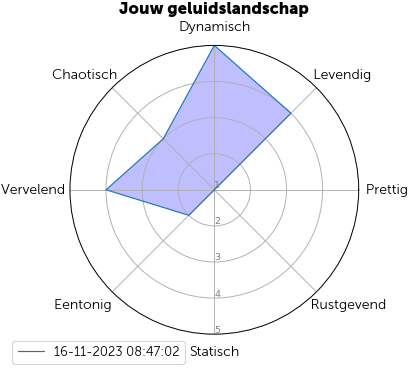 Jouw geluidslandschap
Dynamisch
Chaotisch
Levendig
Vervelend
1
Prettig
2
3
4
Eentonig
Rustgevend
5
16-11-2023 08:47:02
Statisch